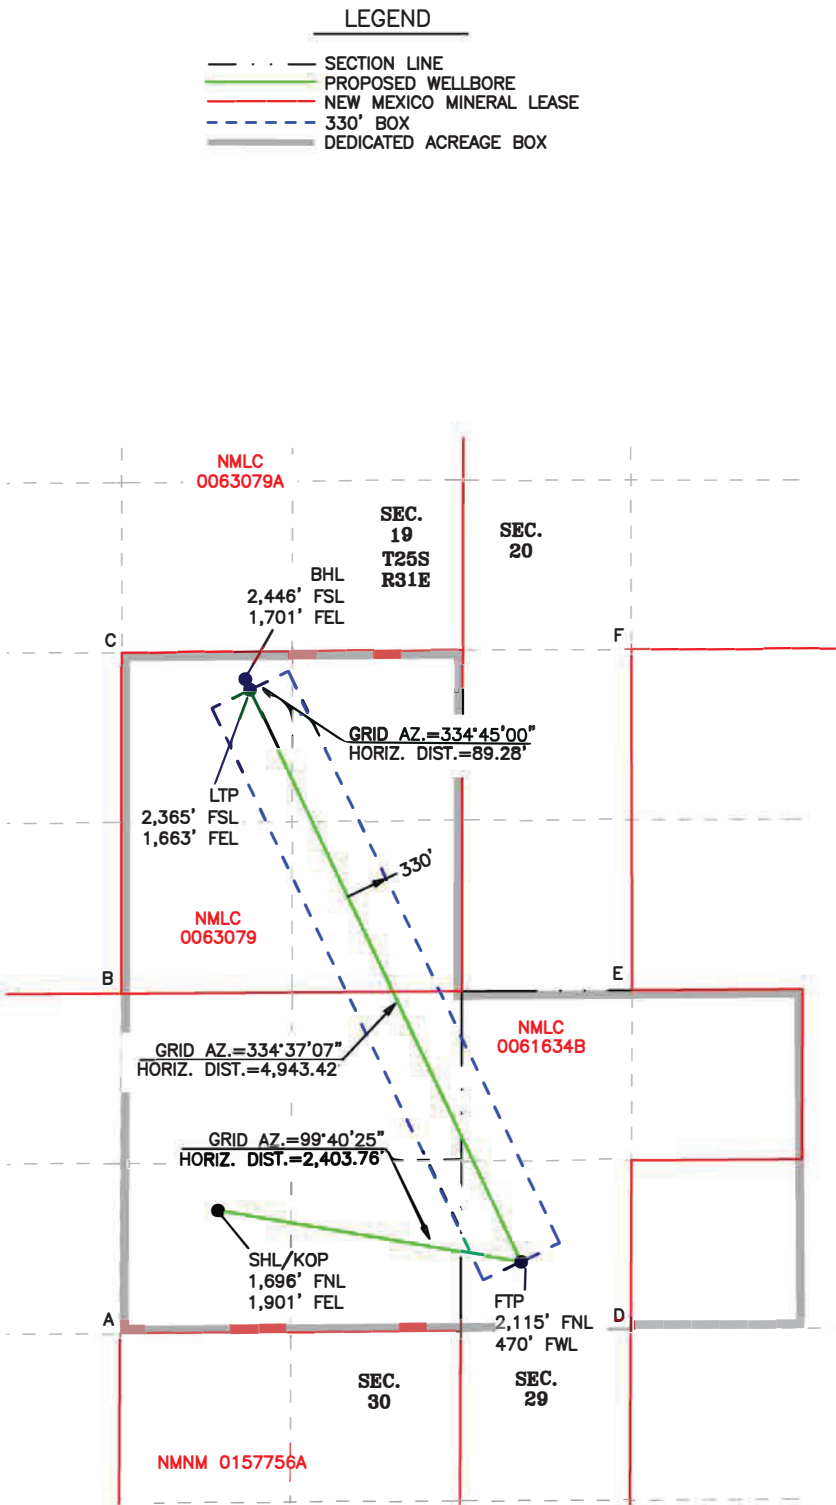 LEGEND
SECTION LINE
PROPOSED WELLBORE
NEW MEXICO MINERAL LEASE
330' BOX
DEDICATED ACREAGE BOX
NMLC
0063079A
SEC.
19
T25S
R31E
SEC.
20
BHL
2,446' FSL
1,701' FEL
C
F
GRID AZ.=334°45'00"
HORIZ. DIST.=89.28'
LTP
2,365' FSL
1,663' FEL
330'
NMLC
0063079
B
E
NMLC
0061634B
GRID AZ.=334°37'07"
HORIZ. DIST.=4,943.42'
GRID AZ.=99°40'25"
HORIZ. DIST.=2,403.76'
SHL/KOP
1,696' FNL
1,901' FEL
FTP
2,115' FNL
470' FWL
A
D
SEC.
30
SEC.
29
NMNM 0157756A